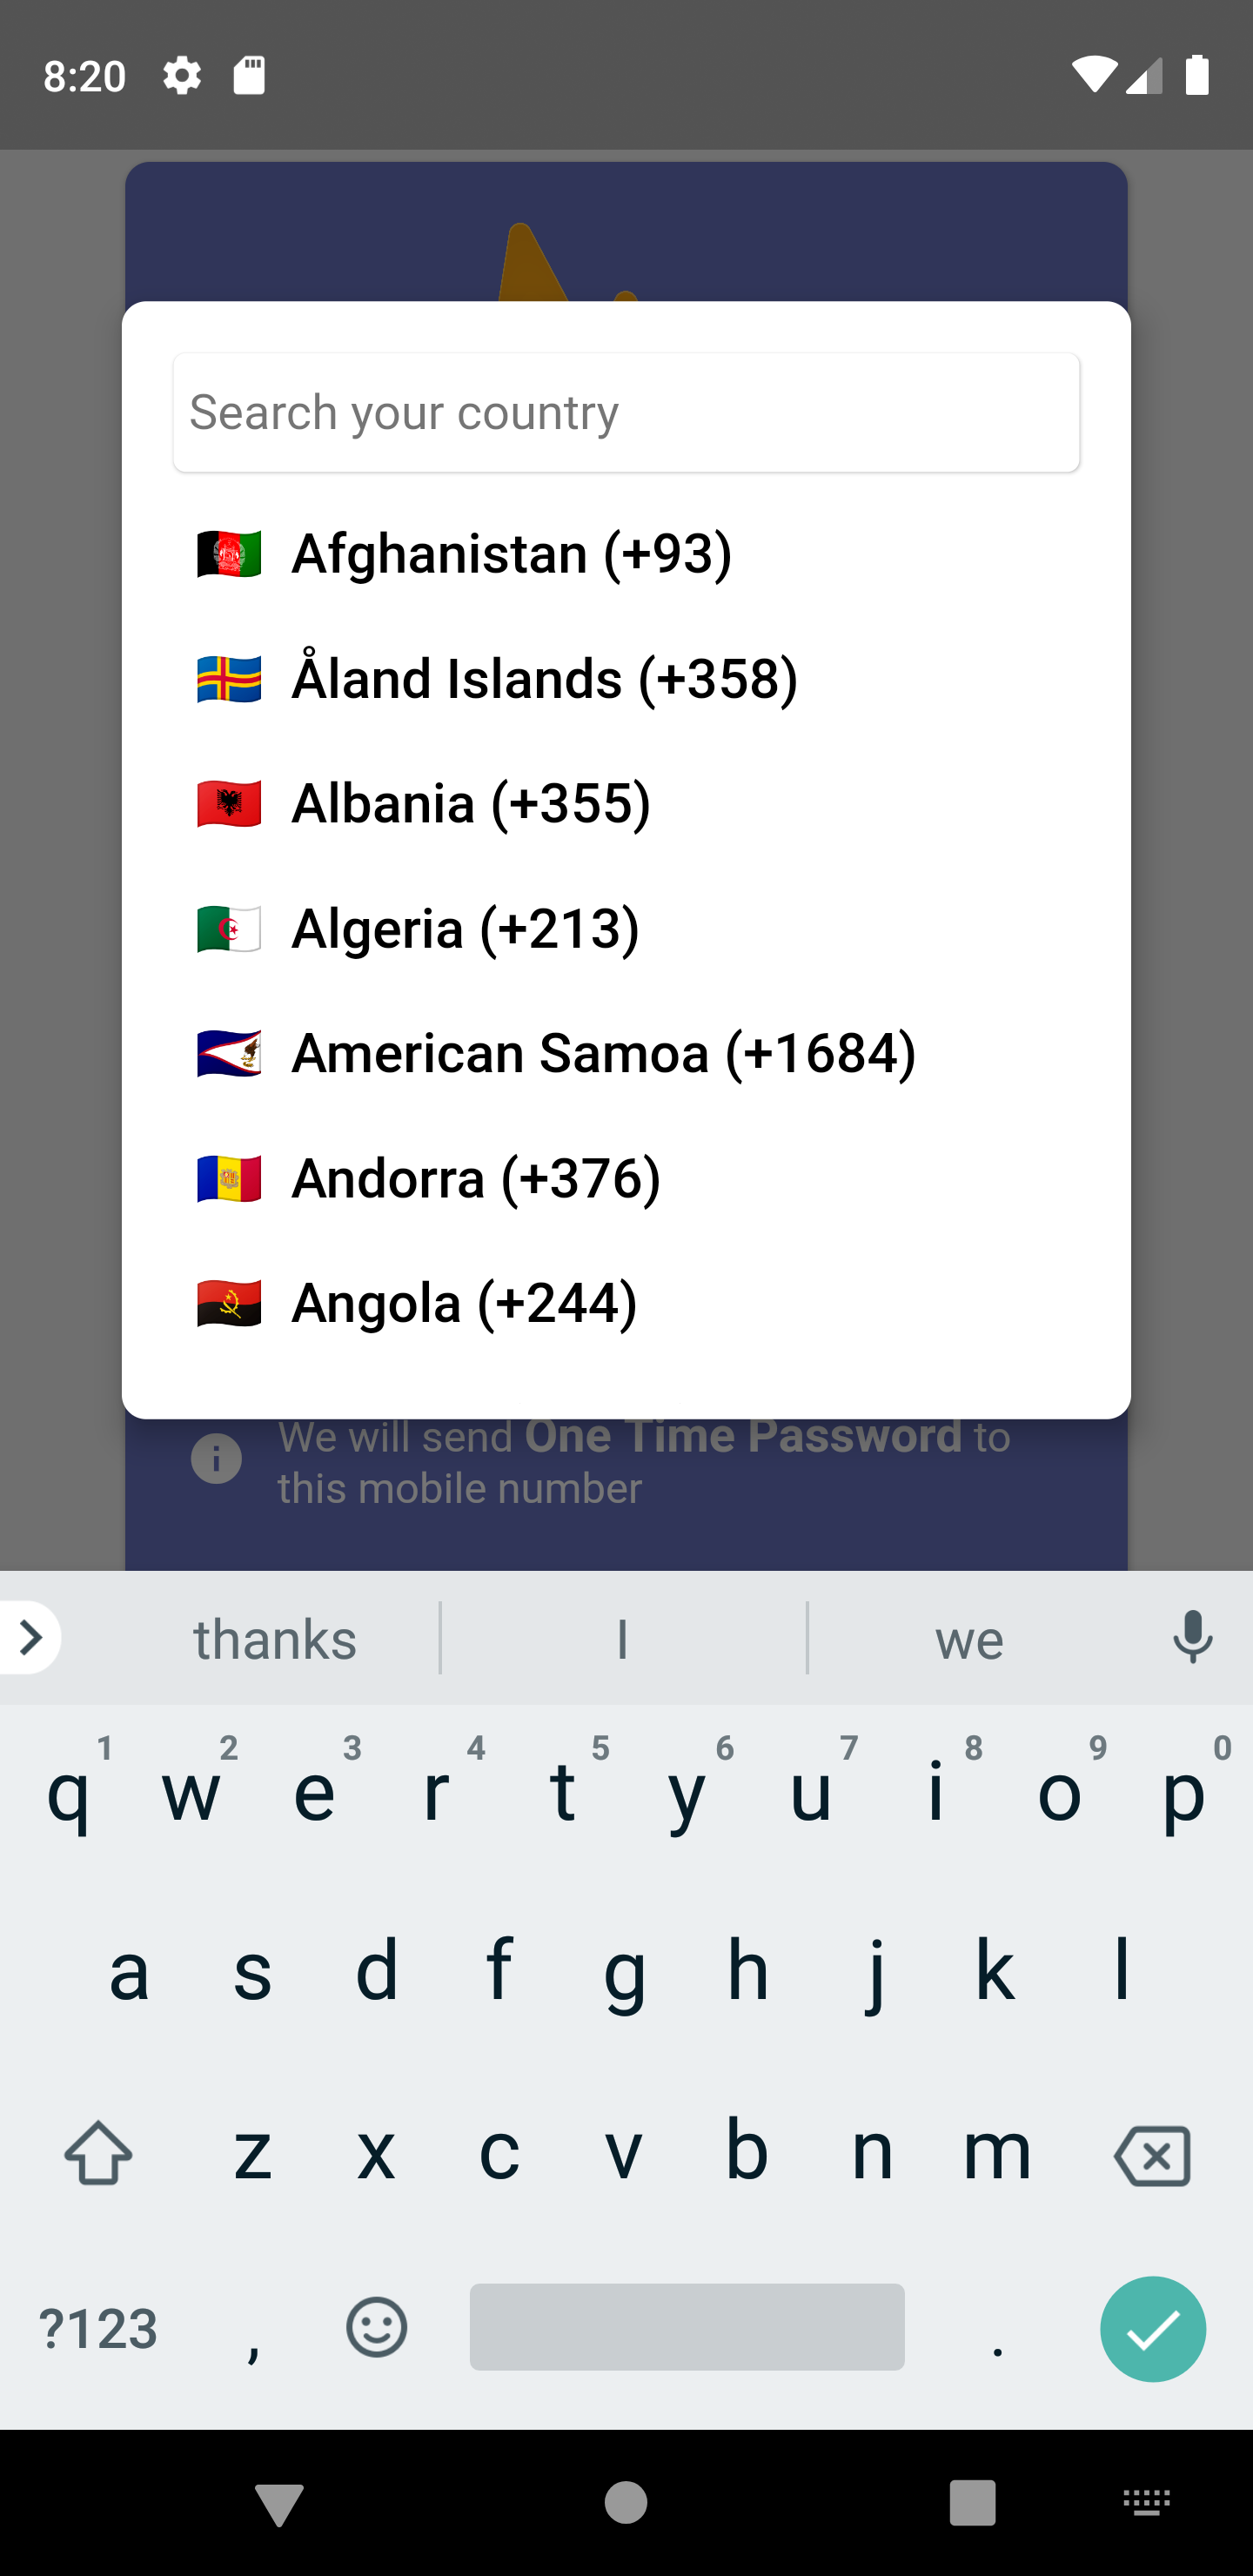 8:20
Search your country
Afghanistan (+93)
Åland Islands (+358)
Albania (+355)
Algeria (+213)
American Samoa (+1684)
Andorra (+376)
Angola (+244)
We will send One Time Password to
this mobile number
thanks I we
1 2 3 4 5 6 7 8 9 0
q w e r t y u i o p
a s d f g h j k l
z x c v b n m
?123 , .